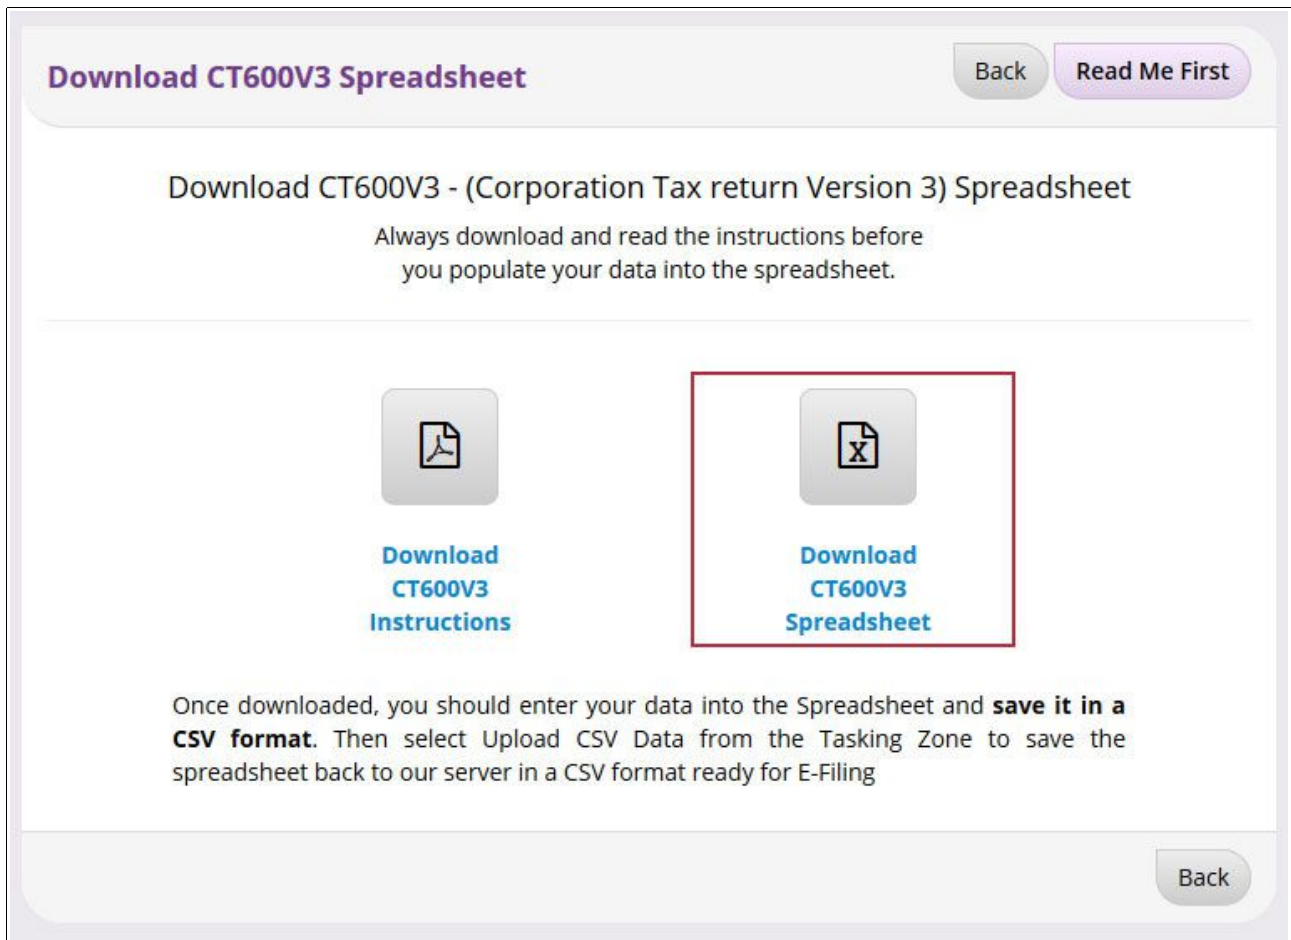 Download CT600V3 Spreadsheet
Back
Read Me First
Download CT600V3 - (Corporation Tax return Version 3) Spreadsheet
Always download and read the instructions before
you populate your data into the spreadsheet.
X
Download
CT600V3
Instructions
Download
CT600V3
Spreadsheet
Once downloaded, you should enter your data into the Spreadsheet and save it in a
CSV format. Then select Upload CSV Data from the Tasking Zone to save the
spreadsheet back to our server in a CSV format ready for E-Filing
Back